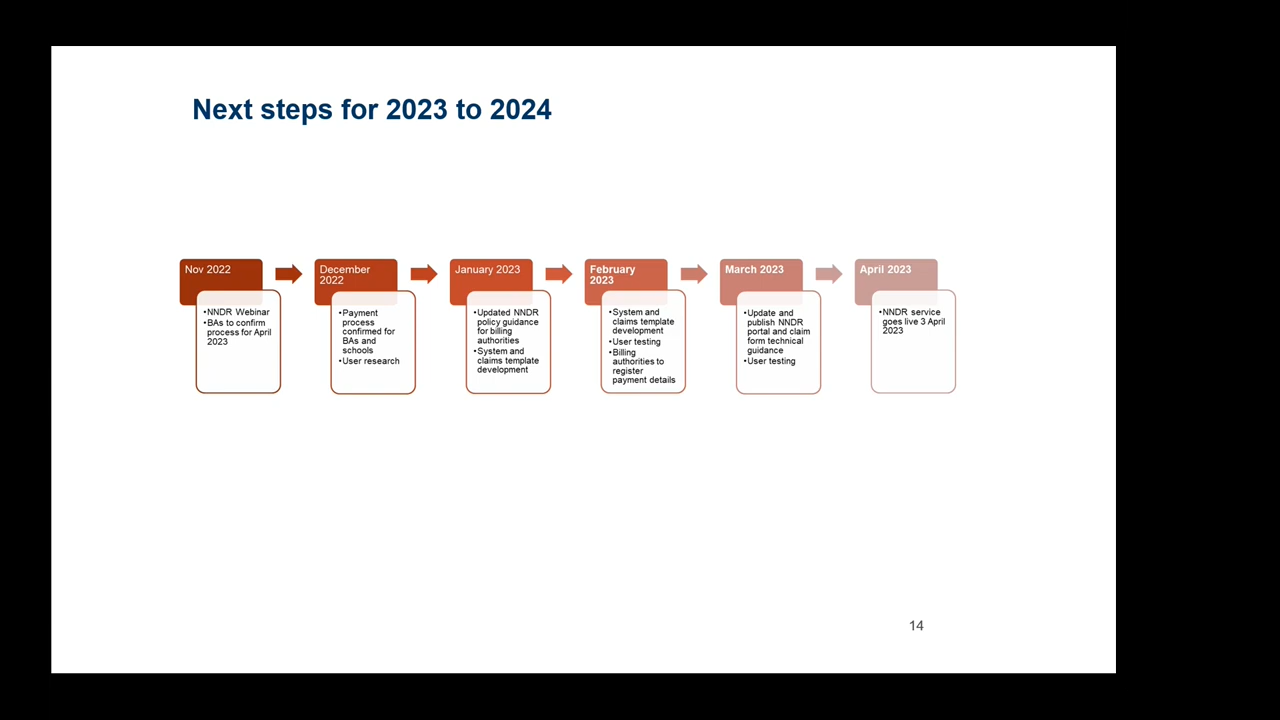 Next steps for 2023 to 2024
Nov 2022
•NNDR Webinar
•BAs to confirm
process for April
2023
December
2022
•Payment
process
confirmed for
BAs and
schools
•User research
January 2023
•Updated NNDR
policy guidance
for billing
authorities
•System and
claims template
development
February
2023
•System and
claims template
development
•User testing
•Billing
authorities to
register
payment details
March 2023
•Update and
publish NNDR
portal and claim
form technical
guidance
•User testing
April 2023
•NNDR service
goes live 3 April
2023
14